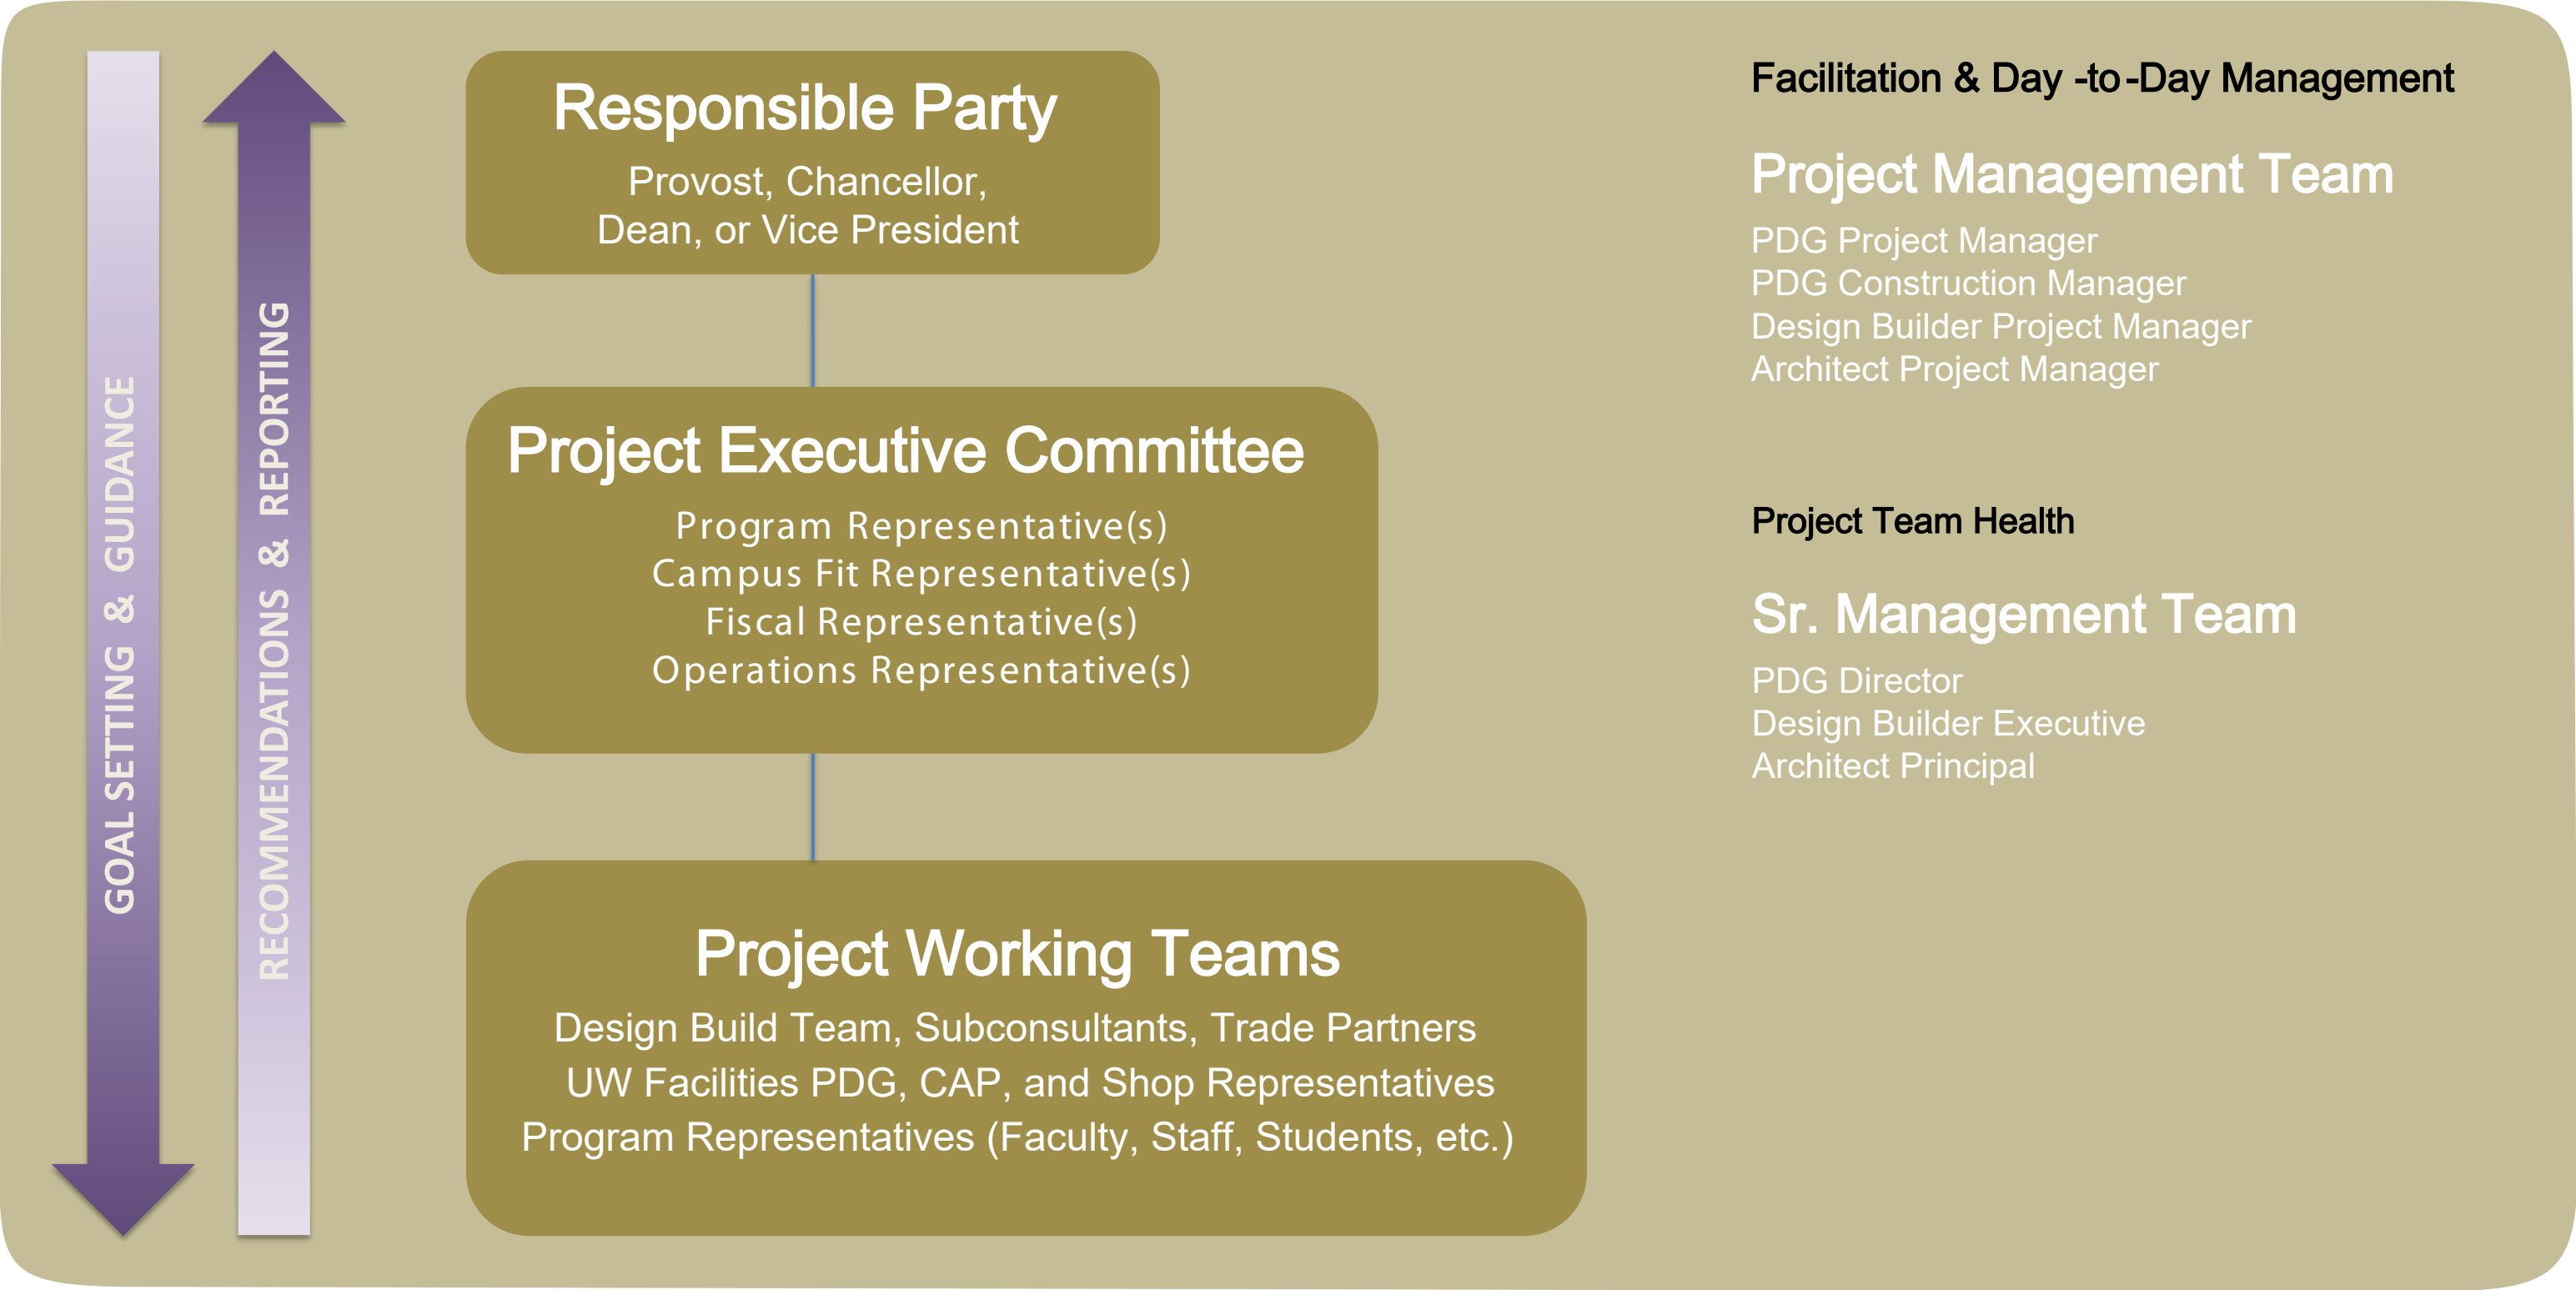 GOAL SETTING & GUIDANCE
RECOMMENDATIONS & REPORTING
Responsible Party
Provost, Chancellor,
Dean, or Vice President
Project Executive Committee
Program Representative(s)
Campus Fit Representative(s)
Fiscal Representative(s)
Operations Representative(s)
Project Working Teams
Design Build Team, Subconsultants, Trade Partners
UW Facilities PDG, CAP, and Shop Representatives
Program Representatives (Faculty, Staff, Students, etc.)
Facilitation & Day -to -Day Management
Project Management Team
PDG Project Manager
PDG Construction Manager
Design Builder Project Manager
Architect Project Manager
Project Team Health
Sr. Management Team
PDG Director
Design Builder Executive
Architect Principal